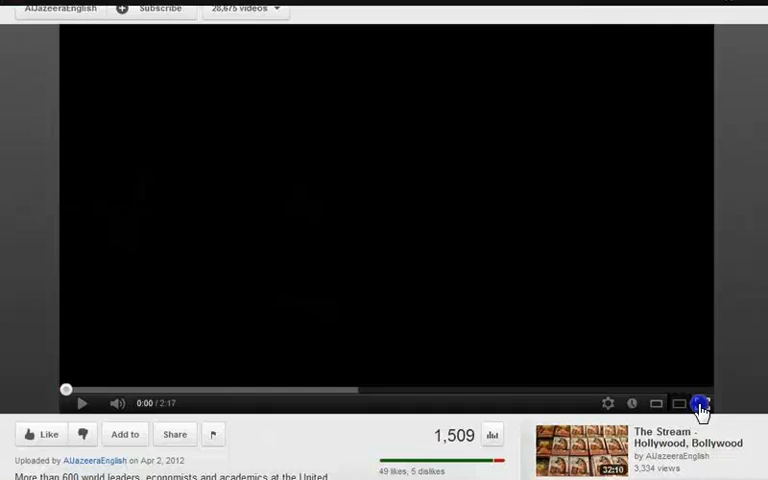 AlJazeeraEnglish Subscribe 28,675 videos
0:00 / 2:17
Like Add to Share 1,509
Uploaded by AlJazeeraEnglish on Apr 2, 2012
49 likes, 5 dislikes
More than 600 world leaders, economists and academics at the United
The Stream -
Hollywood, Bollywood
by AlJazeeraEnglish
3,334 views
32:10